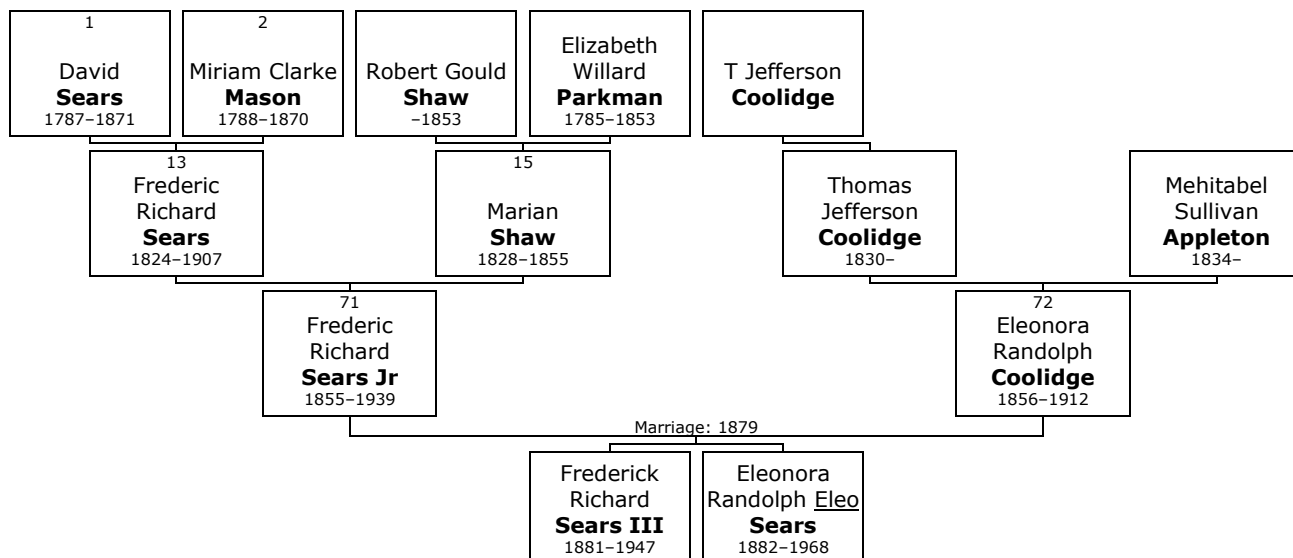 1
David
Sears
1787–1871
2
Miriam Clarke
Mason
1788–1870
Robert Gould
Shaw
–1853
Elizabeth
Willard
Parkman
1785–1853
T Jefferson
Coolidge
13
Frederic
Richard
Sears
1824–1907
15
Marian
Shaw
1828–1855
Thomas
Jefferson
Coolidge
1830–
Mehitabel
Sullivan
Appleton
1834–
71
Frederic
Richard
Sears Jr
1855–1939
72
Eleonora
Randolph
Coolidge
1856–1912
Marriage: 1879
Frederick
Richard
Sears III
1881–1947
Eleonora
Randolph Eleo
Sears
1882–1968